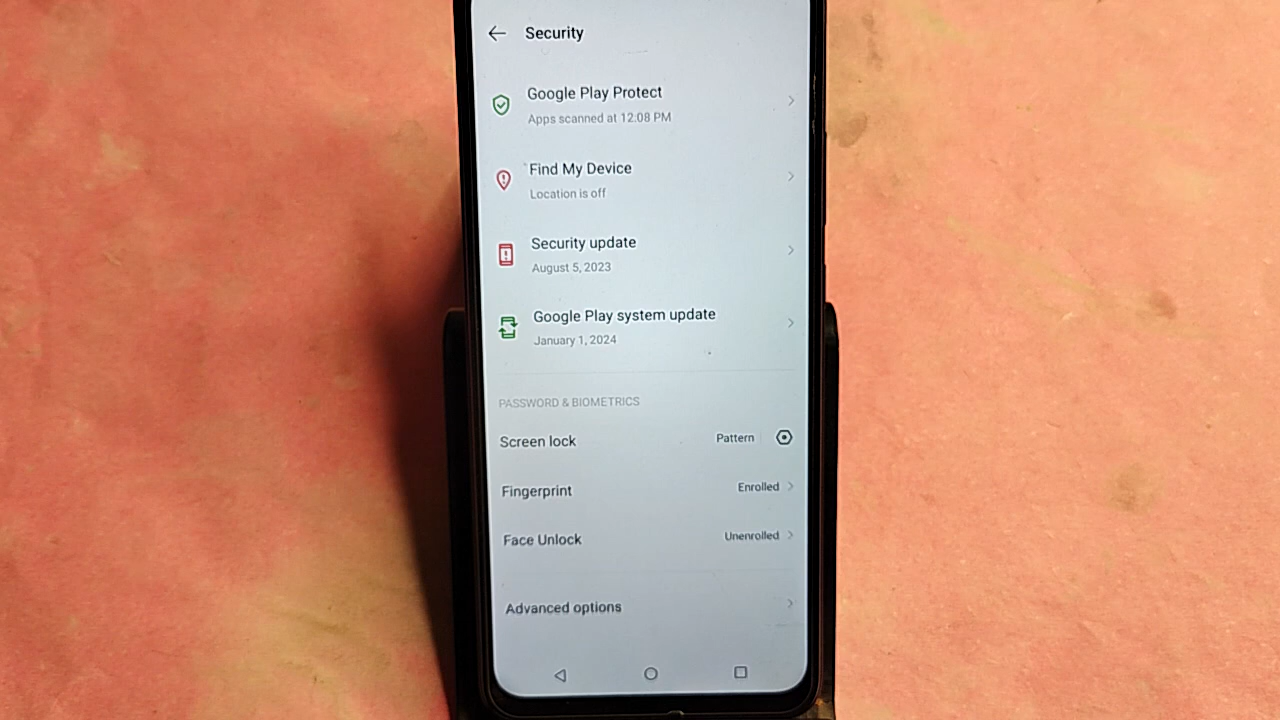 Security
Google Play Protect
Apps scanned at 12:08 PM
Find My Device
Location is off
Security update
August 5, 2023
Google Play system update
January 1, 2024
PASSWORD & BIOMETRICS
Screen lock Pattern
Fingerprint Enrolled
Face Unlock Unenrolled
Advanced options